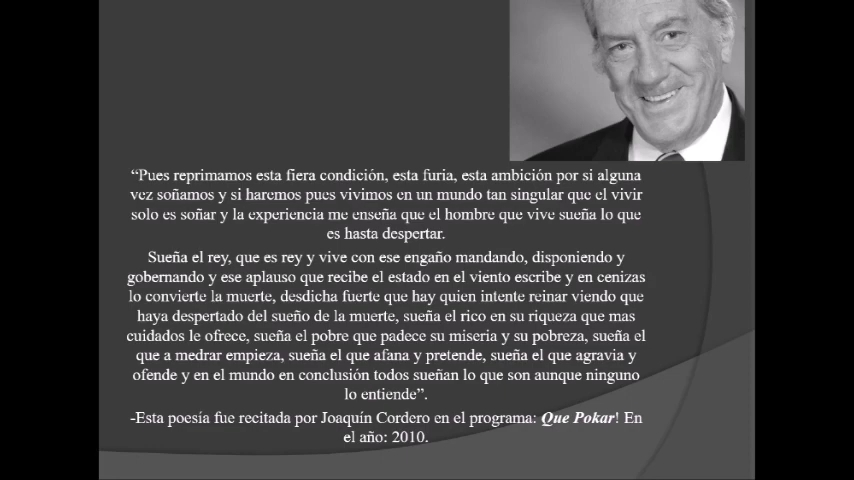 “Pues reprimamos esta fiera condición, esta furia, esta ambición por si alguna
vez soñamos y si haremos pues vivimos en un mundo tan singular que el vivir
solo es soñar y la experiencia me enseña que el hombre que vive sueña lo que
es hasta despertar.
Sueña el rey, que es rey y vive con ese engaño mandando, disponiendo y
gobernando y ese aplauso que recibe el estado en el viento escribe y en cenizas
lo convierte la muerte, desdicha fuerte que hay quien intente reinar viendo que
haya despertado del sueño de la muerte, sueña el rico en su riqueza que mas
cuidados le ofrece, sueña el pobre que padece su miseria y su pobreza, sueña el
que a medrar empieza, sueña el que afana y pretende, sueña el que agravia y
ofende y en el mundo en conclusión todos sueñan lo que son aunque ninguno
lo entiende”.
-Esta poesía fue recitada por Joaquín Cordero en el programa: Que Pokar! En
el año: 2010.